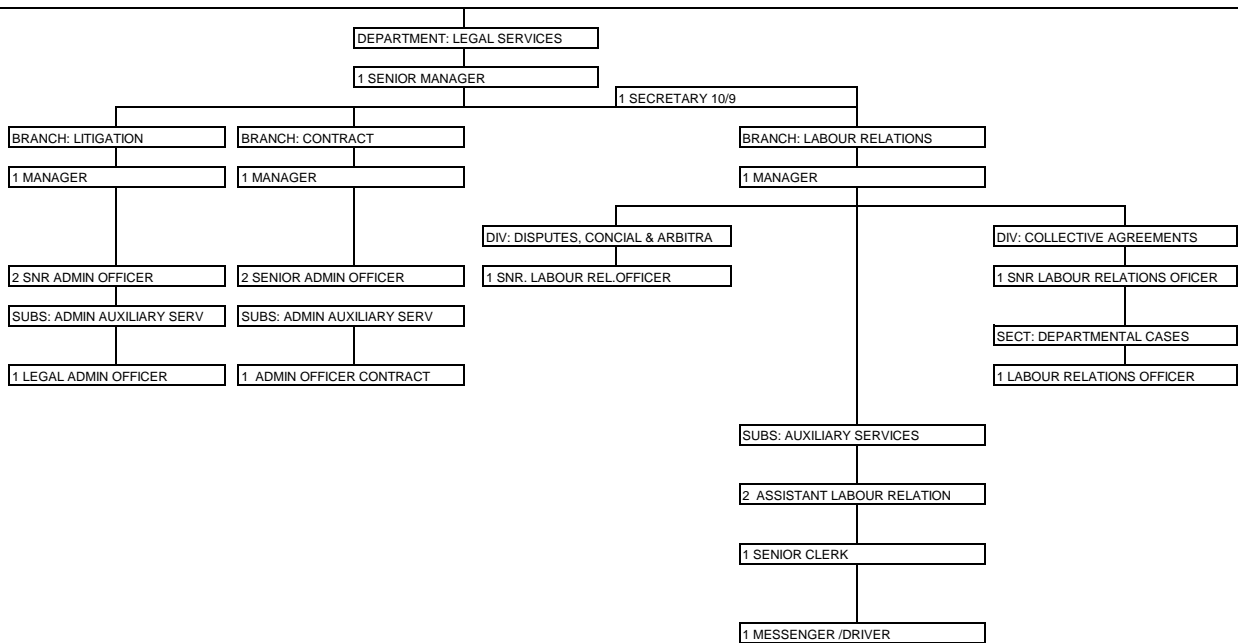 DEPARTMENT: LEGAL SERVICES
1 SENIOR MANAGER
1 SECRETARY 10/9
BRANCH: LITIGATION
BRANCH: CONTRACT
BRANCH: LABOUR RELATIONS
1 MANAGER
1 MANAGER
1 MANAGER
DIV: DISPUTES, CONCIAL & ARBITRA
DIV: COLLECTIVE AGREEMENTS
2 SNR ADMIN OFFICER
2 SENIOR ADMIN OFFICER
1 SNR. LABOUR REL.OFFICER
1 SNR LABOUR RELATIONS OFICER
SUBS: ADMIN AUXILIARY SERV
SUBS: ADMIN AUXILIARY SERV
SECT: DEPARTMENTAL CASES
1 LEGAL ADMIN OFFICER
1 ADMIN OFFICER CONTRACT
1 LABOUR RELATIONS OFFICER
SUBS: AUXILIARY SERVICES
2 ASSISTANT LABOUR RELATION
1 SENIOR CLERK
1 MESSENGER /DRIVER